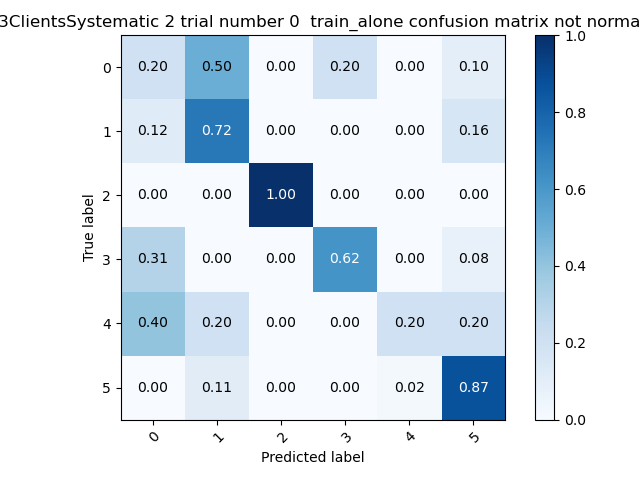 3ClientsSystematic 2 trial number 0  train_alone confusion matrix not norma
True label
0 0.20 0.50 0.00 0.20 0.00 0.10
1 0.12 0.72 0.00 0.00 0.00 0.16
2 0.00 0.00 1.00 0.00 0.00 0.00
3 0.31 0.00 0.00 0.62 0.00 0.08
4 0.40 0.20 0.00 0.00 0.20 0.20
5 0.00 0.11 0.00 0.00 0.02 0.87
0 1 2 3 4 5
Predicted label
1.0
0.8
0.6
0.4
0.2
0.0